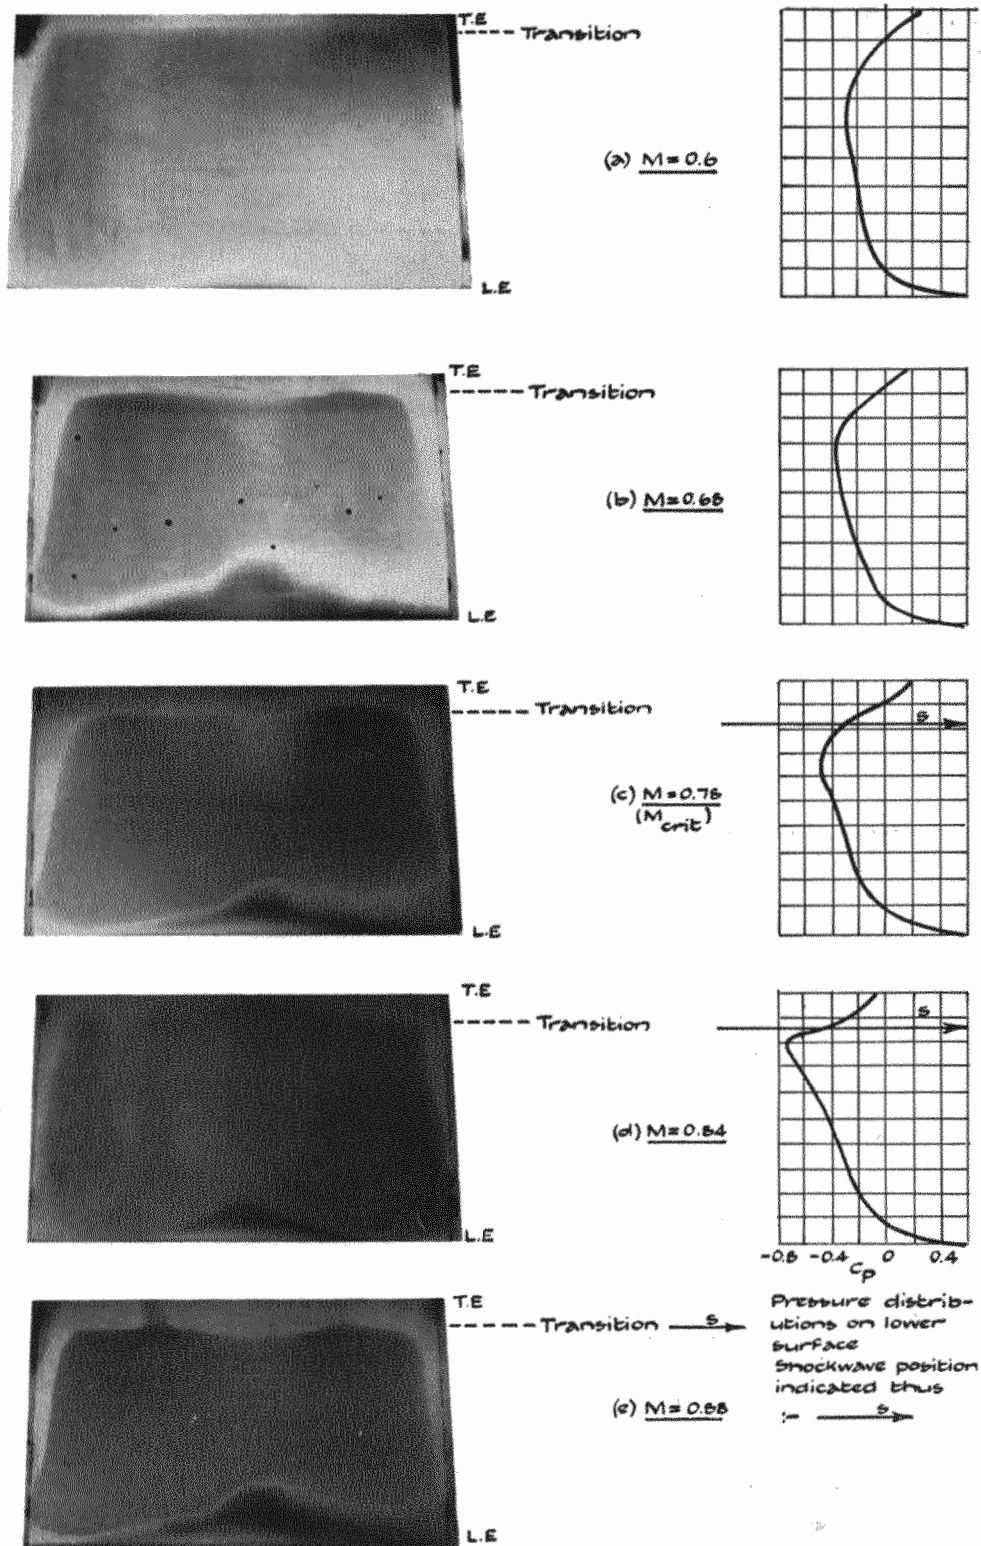 T.E
Transition
(a) M = 0.6
L.E
T.E
Transition
(b) M = 0.68
L.E
T.E
Transition
s
(c) M = 0.78
(Mcrit)
L.E
T.E
Transition
s
(d) M = 0.84
L.E
-0.8 -0.4 0 0.4
Cp
T.E
Transition s
Pressure distrib-
utions on lower
surface
Shockwave position
indicated thus
:- s
(e) M = 0.88
L.E